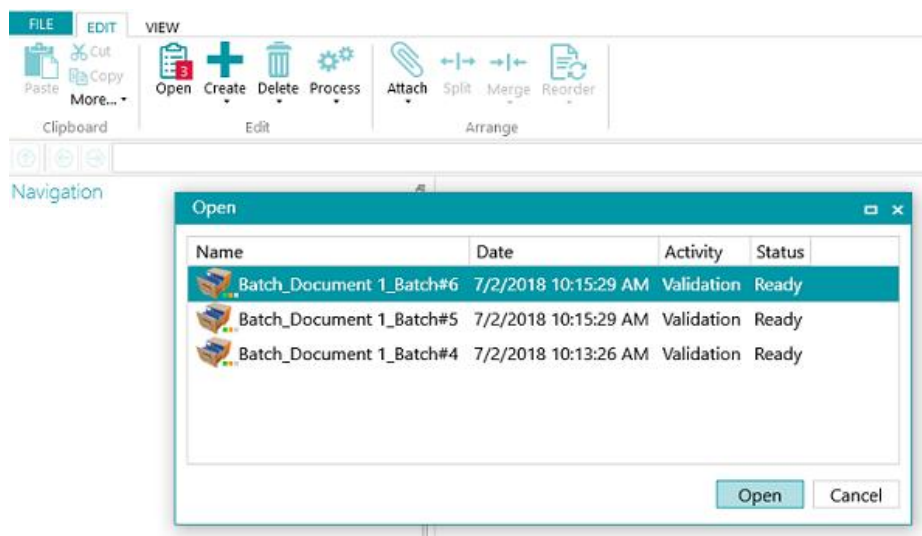 FILE EDIT VIEW
Cut
Copy
Paste
More...
3
Open Create Delete Process Attach Split Merge Reorder
Clipboard Edit Arrange
Navigation
Open
Name Date Activity Status
Batch_Document 1_Batch#6 7/2/2018 10:15:29 AM Validation Ready
Batch_Document 1_Batch#5 7/2/2018 10:15:29 AM Validation Ready
Batch_Document 1_Batch#4 7/2/2018 10:13:26 AM Validation Ready
Open Cancel